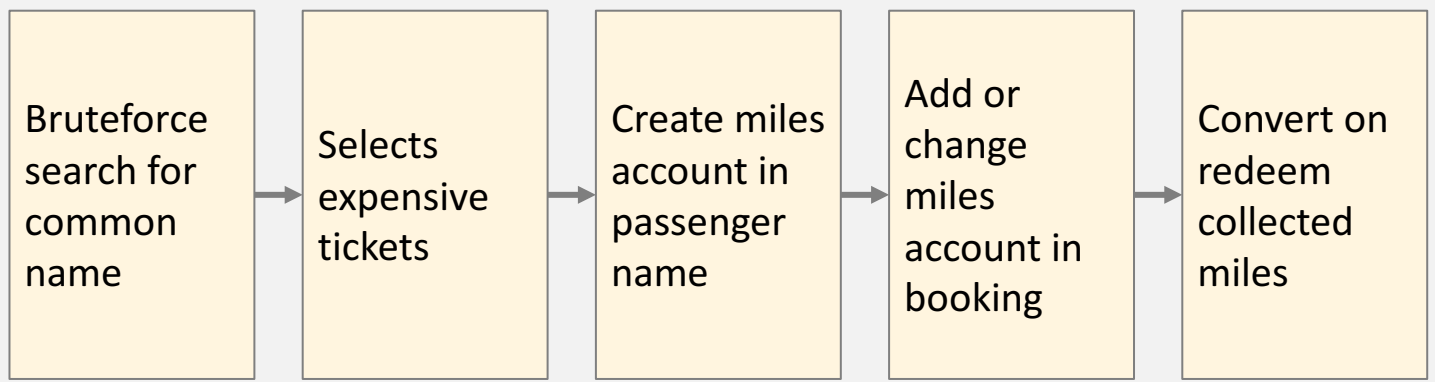 Bruteforce
search for
common
name
Selects
expensive
tickets
Create miles
account in
passenger
name
Add or
change
miles
account in
booking
Convert on
redeem
collected
miles